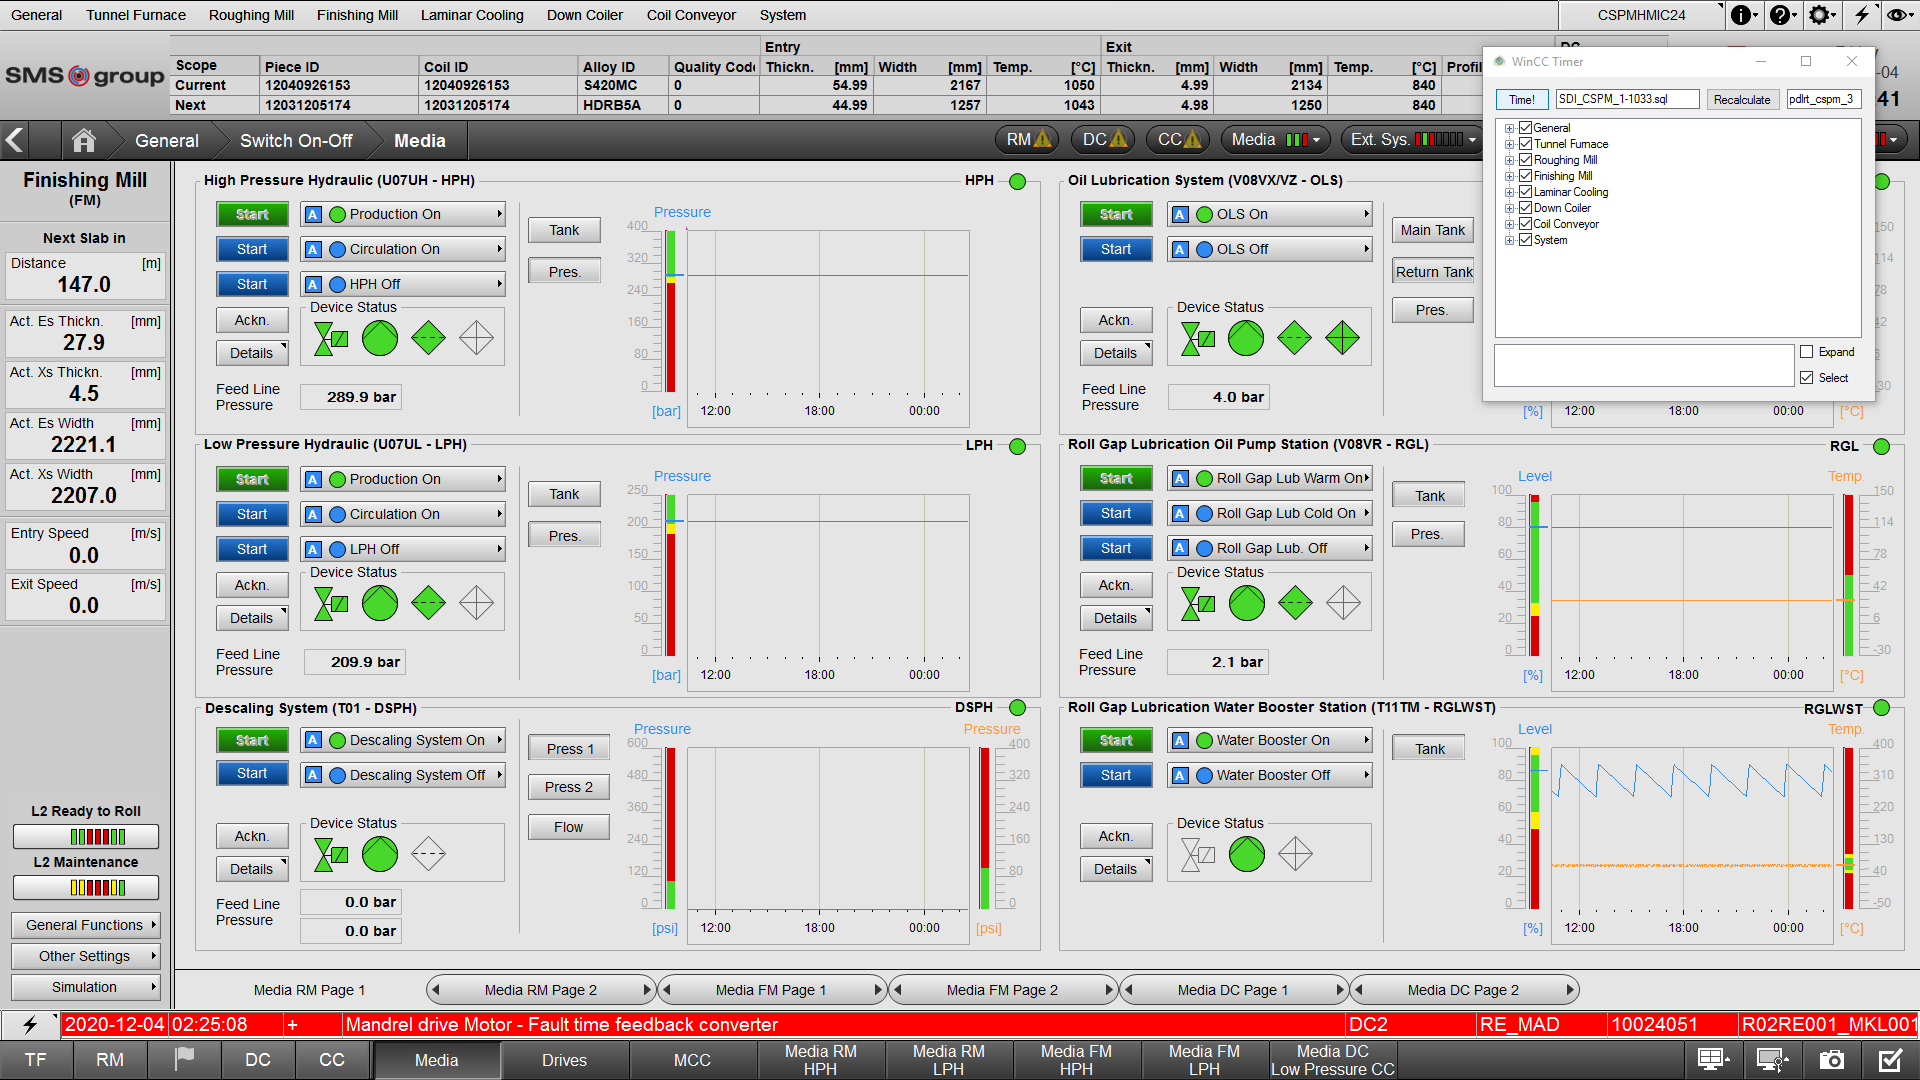 General Tunnel Furnace Roughing Mill Finishing Mill Laminar Cooling Down Coiler Coil Conveyor System CSPMHMIC24
SMS group
Entry Exit
Scope Piece ID Coil ID Alloy ID Quality Code Thickn. [mm] Width [mm] Temp. [°C] Thickn. [mm] Width [mm] Temp. [°C]
Current 12040926153 12040926153 S420MC 0 54.99 2167 1050 4.99 2134 840
Next 12031205174 12031205174 HDRB5A 0 44.99 1257 1043 4.98 1250 840
-04
41
WinCC Timer
Time! SDI_CSPM_1-1033.sql Recalculate pdlrt_cspm_3
General
Tunnel Furnace
Roughing Mill
Finishing Mill
Laminar Cooling
Down Coiler
Coil Conveyor
System
Expand
Select
General Switch On-Off Media RM DC CC Media Ext. Sys.
Finishing Mill
(FM)
Next Slab in
Distance [m]
147.0
Act. Es Thickn. [mm]
27.9
Act. Xs Thickn. [mm]
4.5
Act. Es Width [mm]
2221.1
Act. Xs Width [mm]
2207.0
Entry Speed [m/s]
0.0
Exit Speed [m/s]
0.0
L2 Ready to Roll
L2 Maintenance
General Functions
Other Settings
Simulation
High Pressure Hydraulic (U07UH - HPH) HPH
Start A Production On
Start A Circulation On
Start A HPH Off
Ackn.
Details
Device Status
Feed Line
Pressure
289.9 bar
Tank
Pres.
Pressure
400
320
240
160
80
0
[bar] 12:00 18:00 00:00
Oil Lubrication System (V08VX/VZ - OLS)
Start A OLS On
Start A OLS Off
Ackn.
Details
Device Status
Feed Line
Pressure
4.0 bar
Main Tank
Return Tank
Pres.
150
114
78
42
6
-30
[%] 12:00 18:00 00:00 [°C]
Low Pressure Hydraulic (U07UL - LPH) LPH
Start A Production On
Start A Circulation On
Start A LPH Off
Ackn.
Details
Device Status
Feed Line
Pressure
209.9 bar
Tank
Pres.
Pressure
250
200
150
100
50
0
[bar] 12:00 18:00 00:00
Roll Gap Lubrication Oil Pump Station (V08VR - RGL) RGL
Start A Roll Gap Lub Warm On
Start A Roll Gap Lub Cold On
Start A Roll Gap Lub. Off
Ackn.
Details
Device Status
Feed Line
Pressure
2.1 bar
Tank
Pres.
Level Temp.
100 150
80 114
60 78
40 42
20 6
0 -30
[%] 12:00 18:00 00:00 [°C]
Descaling System (T01 - DSPH) DSPH
Start A Descaling System On
Start A Descaling System Off
Ackn.
Details
Device Status
Feed Line
Pressure
0.0 bar
0.0 bar
Press 1
Press 2
Flow
Pressure Pressure
600 400
480 320
360 240
240 160
120 80
0 0
[psi] 12:00 18:00 00:00 [psi]
Roll Gap Lubrication Water Booster Station (T11TM - RGLWST) RGLWST
Start A Water Booster On
Start A Water Booster Off
Ackn.
Details
Device Status
Tank
Level Temp.
100 400
80 310
60 220
40 130
20 40
0 -50
[%] 12:00 18:00 00:00 [°C]
Media RM Page 1 Media RM Page 2 Media FM Page 1 Media FM Page 2 Media DC Page 1 Media DC Page 2
2020-12-04 02:25:08 + Mandrel drive Motor - Fault time feedback converter DC2 RE_MAD 10024051 R02RE001_MKL001
TF RM DC CC Media Drives MCC Media RM HPH Media RM LPH Media FM HPH Media FM LPH Media DC Low Pressure CC